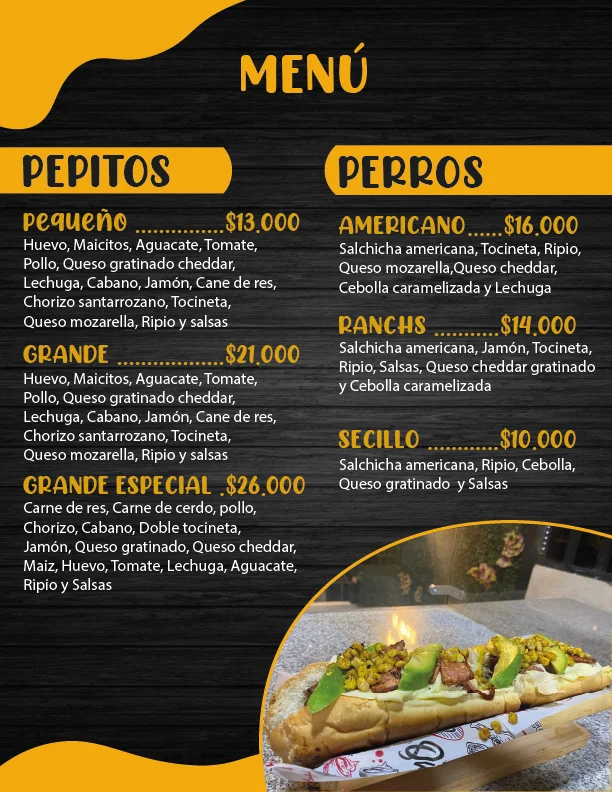 MENÚ
PEPITOS
Pequeño ...............$13.000
Huevo, Maicitos, Aguacate, Tomate,
Pollo, Queso gratinado cheddar,
Lechuga, Cabano, Jamón, Cane de res,
Chorizo santarrozano, Tocineta,
Queso mozarella, Ripio y salsas
GRANDE ..................$21.000
Huevo, Maicitos, Aguacate, Tomate,
Pollo, Queso gratinado cheddar,
Lechuga, Cabano, Jamón, Cane de res,
Chorizo santarrozano, Tocineta,
Queso mozarella, Ripio y salsas
GRANDE ESPECIAL .$26.000
Carne de res, Carne de cerdo, pollo,
Chorizo, Cabano, Doble tocineta,
Jamón, Queso gratinado, Queso cheddar,
Maiz, Huevo, Tomate, Lechuga, Aguacate,
Ripio y Salsas
PERROS
AMERICANO......$16.000
Salchicha americana, Tocineta, Ripio,
Queso mozarella,Queso cheddar,
Cebolla caramelizada y Lechuga
RANCHS ...........$14.000
Salchicha americana, Jamón, Tocineta,
Ripio, Salsas, Queso cheddar gratinado
y Cebolla caramelizada
SECILLO ............$10.000
Salchicha americana, Ripio, Cebolla,
Queso gratinado y Salsas